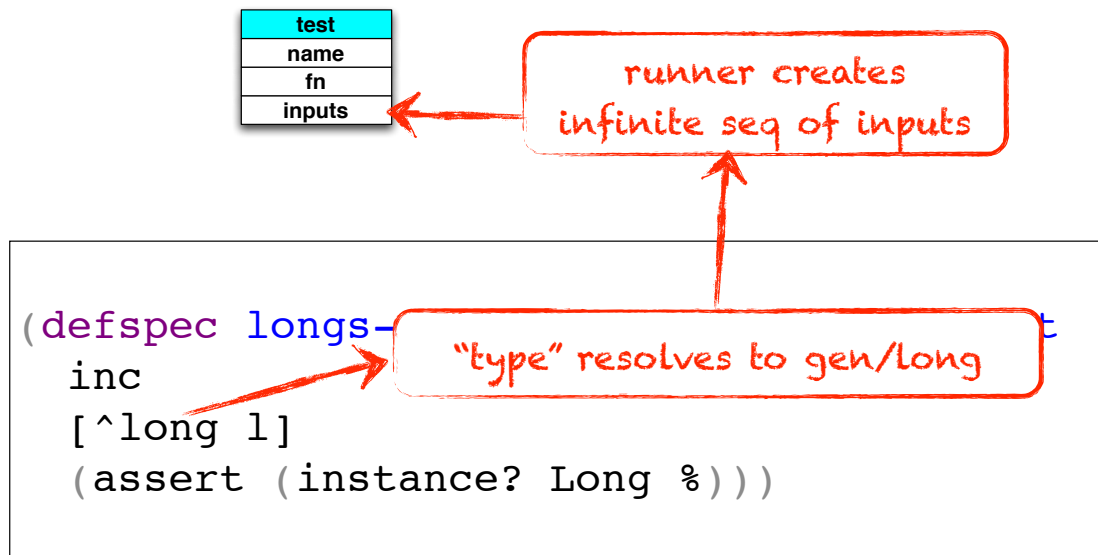 test
name
fn
inputs
runner creates
infinite seq of inputs
(defspec longs-
"type" resolves to gen/long
inc
[^long l]
(assert (instance? Long %)))